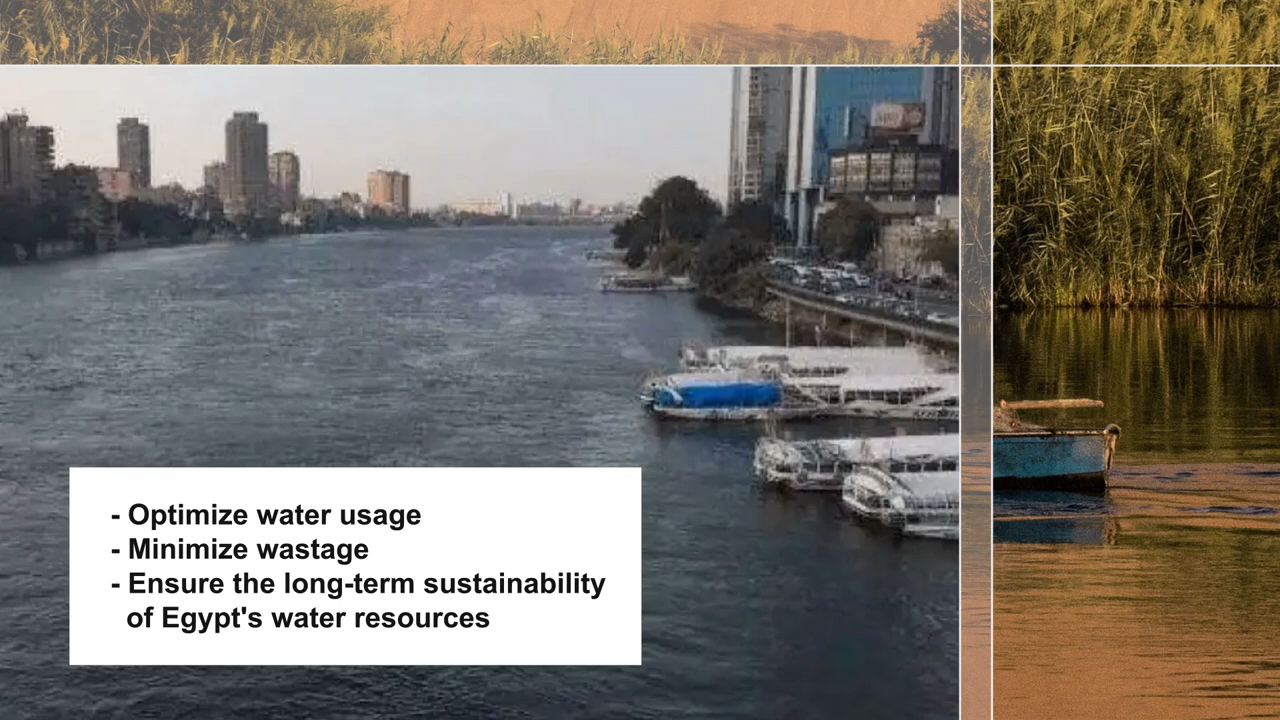 - Optimize water usage
- Minimize wastage
- Ensure the long-term sustainability
of Egypt's water resources